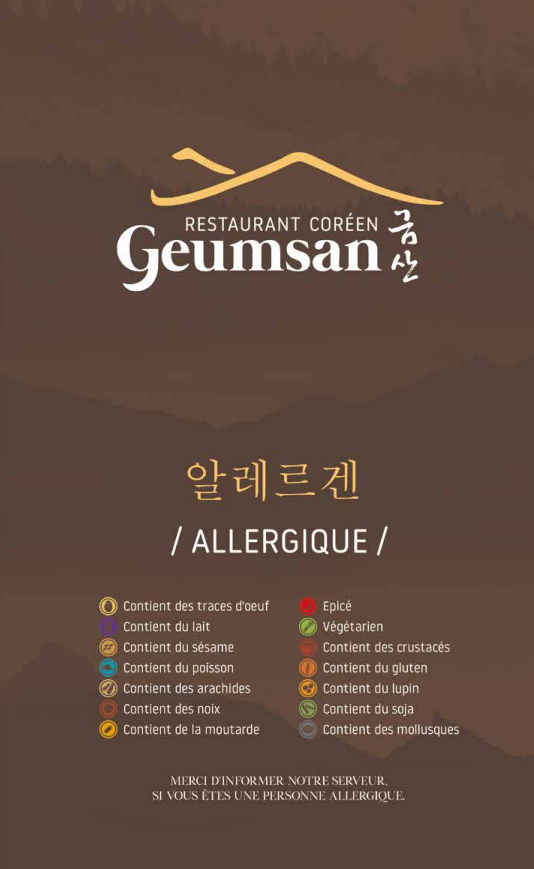 RESTAURANT CORÉEN
Geumsan 금산
알레르겐
/ ALLERGIQUE /
Contient des traces d'oeuf
Contient du lait
Contient du sésame
Contient du poisson
Contient des arachides
Contient des noix
Contient de la moutarde
Epicé
Végétarien
Contient des crustacés
Contient du gluten
Contient du lupin
Contient du soja
Contient des mollusques
MERCI D'INFORMER NOTRE SERVEUR,
SI VOUS ÊTES UNE PERSONNE ALLERGIQUE.